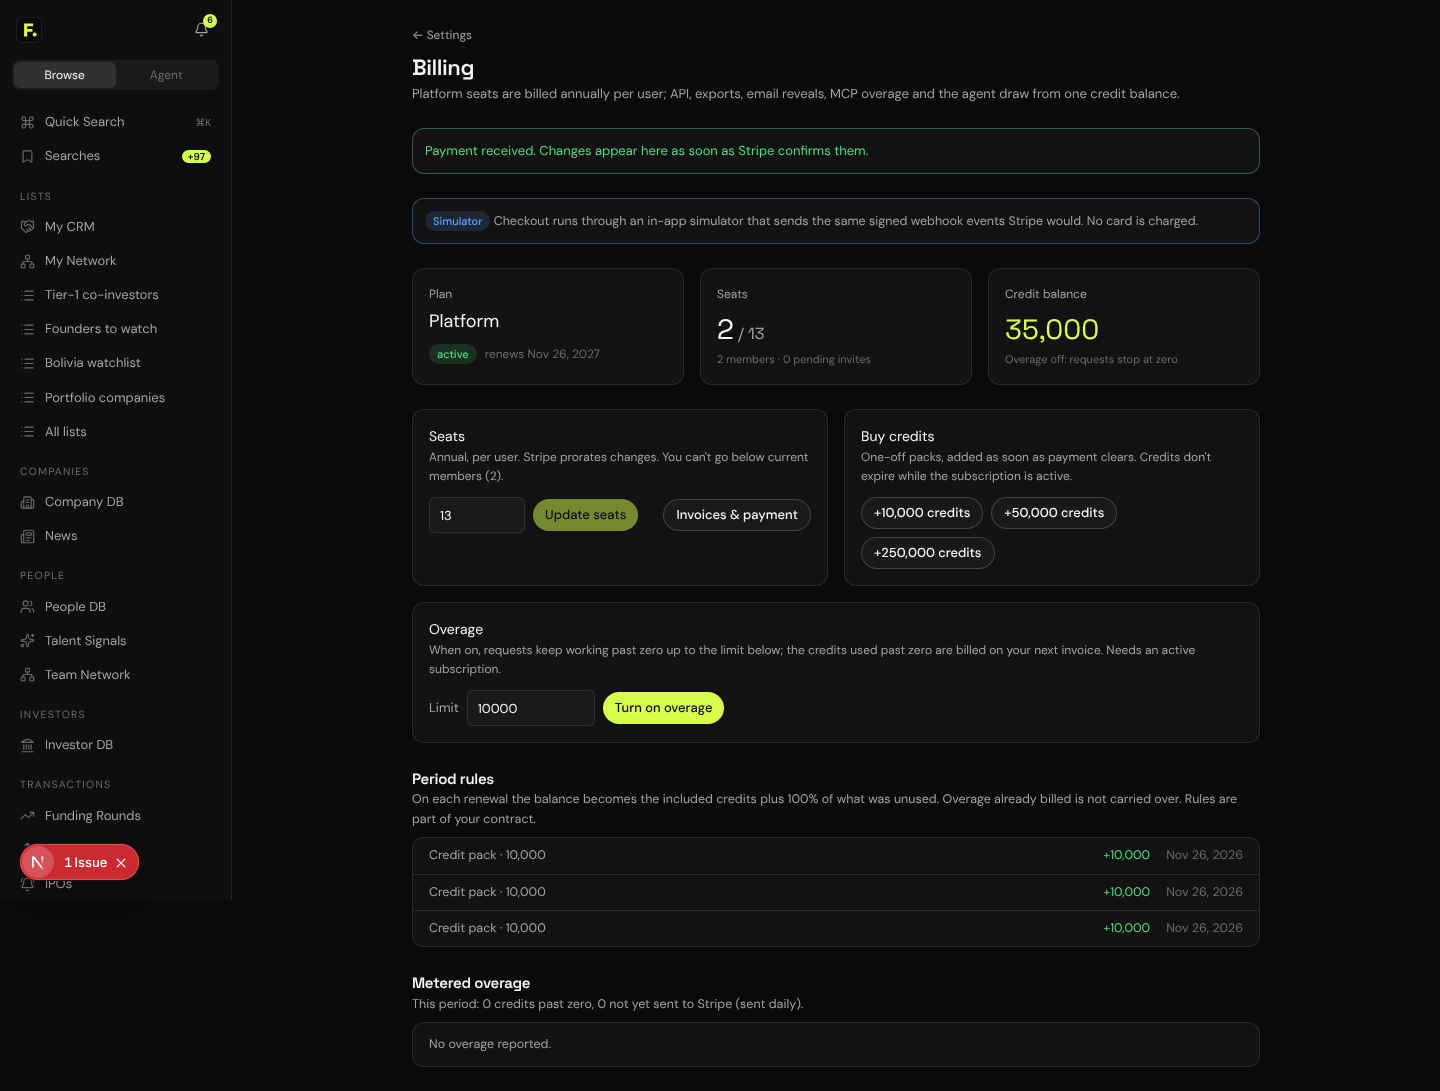 F.
6
Browse
Agent
Quick Search
⌘K
Searches
+97
LISTS
My CRM
My Network
Tier-1 co-investors
Founders to watch
Bolivia watchlist
Portfolio companies
All lists
COMPANIES
Company DB
News
PEOPLE
People DB
Talent Signals
Team Network
INVESTORS
Investor DB
TRANSACTIONS
Funding Rounds
N 1 Issue
IPOs
← Settings
Billing
Platform seats are billed annually per user; API, exports, email reveals, MCP overage and the agent draw from one credit balance.
Payment received. Changes appear here as soon as Stripe confirms them.
Simulator Checkout runs through an in-app simulator that sends the same signed webhook events Stripe would. No card is charged.
Plan
Platform
active renews Nov 26, 2027
Seats
2 / 13
2 members · 0 pending invites
Credit balance
35,000
Overage off: requests stop at zero
Seats
Annual, per user. Stripe prorates changes. You can't go below current
members (2).
13
Update seats
Invoices & payment
Buy credits
One-off packs, added as soon as payment clears. Credits don't
expire while the subscription is active.
+10,000 credits
+50,000 credits
+250,000 credits
Overage
When on, requests keep working past zero up to the limit below; the credits used past zero are billed on your next invoice. Needs an active
subscription.
Limit
10000
Turn on overage
Period rules
On each renewal the balance becomes the included credits plus 100% of what was unused. Overage already billed is not carried over. Rules are
part of your contract.
Credit pack · 10,000 +10,000 Nov 26, 2026
Credit pack · 10,000 +10,000 Nov 26, 2026
Credit pack · 10,000 +10,000 Nov 26, 2026
Metered overage
This period: 0 credits past zero, 0 not yet sent to Stripe (sent daily).
No overage reported.